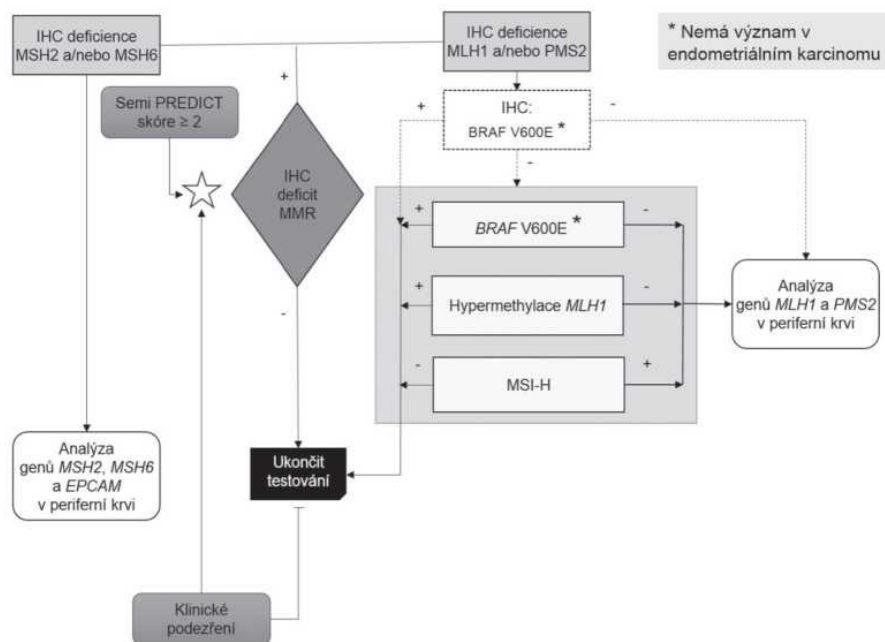 IHC deficience
MSH2 a/nebo MSH6
IHC deficience
MLH1 a/nebo PMS2
* Nemá význam v
endometriálním karcinomu
+
Semi PREDICT
skóre ≥ 2
+
IHC:
BRAF V600E *
-
-
IHC
deficit
MMR
+
BRAF V600E *
-
+
Hypermethylace MLH1
-
Analýza
genů MLH1 a PMS2
v periferní krvi
-
-
MSI-H
+
Analýza
genů MSH2, MSH6
a EPCAM
v periferní krvi
Ukončit
testování
Klinické
podezření